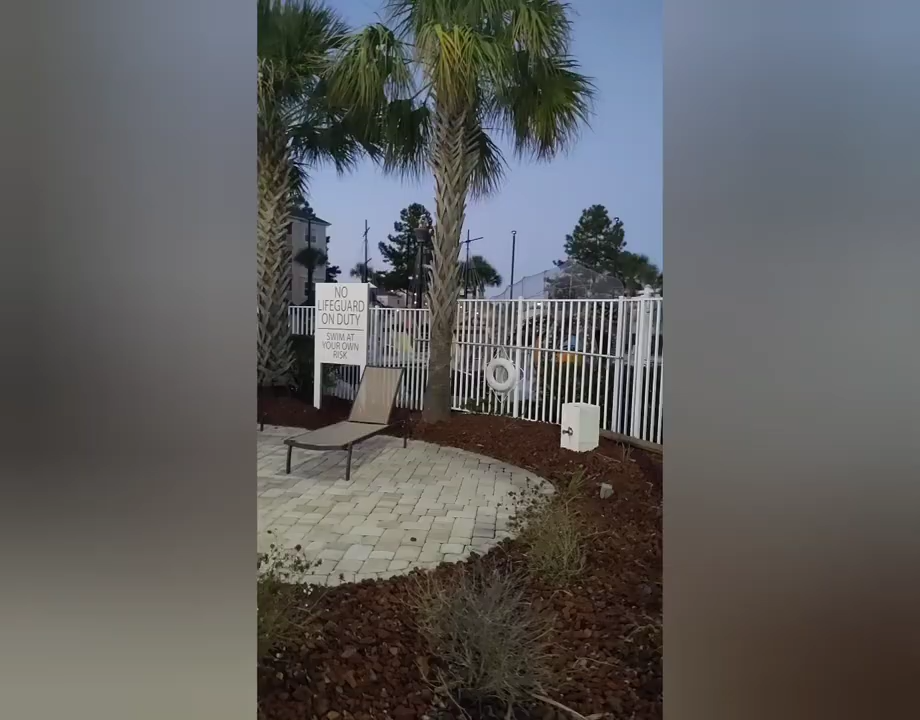 NO
LIFEGUARD
ON DUTY
SWIM AT
YOUR OWN
RISK